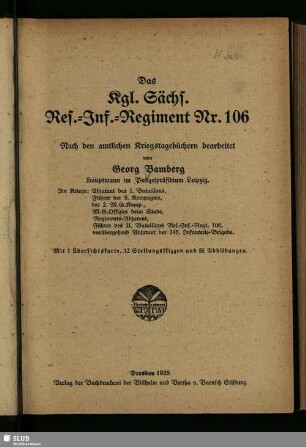 Das
Kgl. Sächs.
Res.-Inf.-Regiment Nr. 106
Nach den amtlichen Kriegstagebüchern bearbeitet
von
Georg Bamberg
Hauptmann im Polizeipräsidium Leipzig.
Im Kriege: Adjutant des I. Bataillons,
Führer der 8. Kompagnie,
der 2. M.G.Komp.,
M.G.Offizier beim Stabe,
Regiments-Adjutant,
Führer des II. Bataillons Res.-Inf.-Regt. 106,
vorübergehend Adjutant der 245. Infanterie-Brigade.
Mit 1 Übersichtskarte, 12 Stellungsskizzen und 85 Abbildungen.
Dresden 1925
Verlag der Buchdruckerei der Wilhelm und Bertha v. Baensch Stiftung.
SLUB